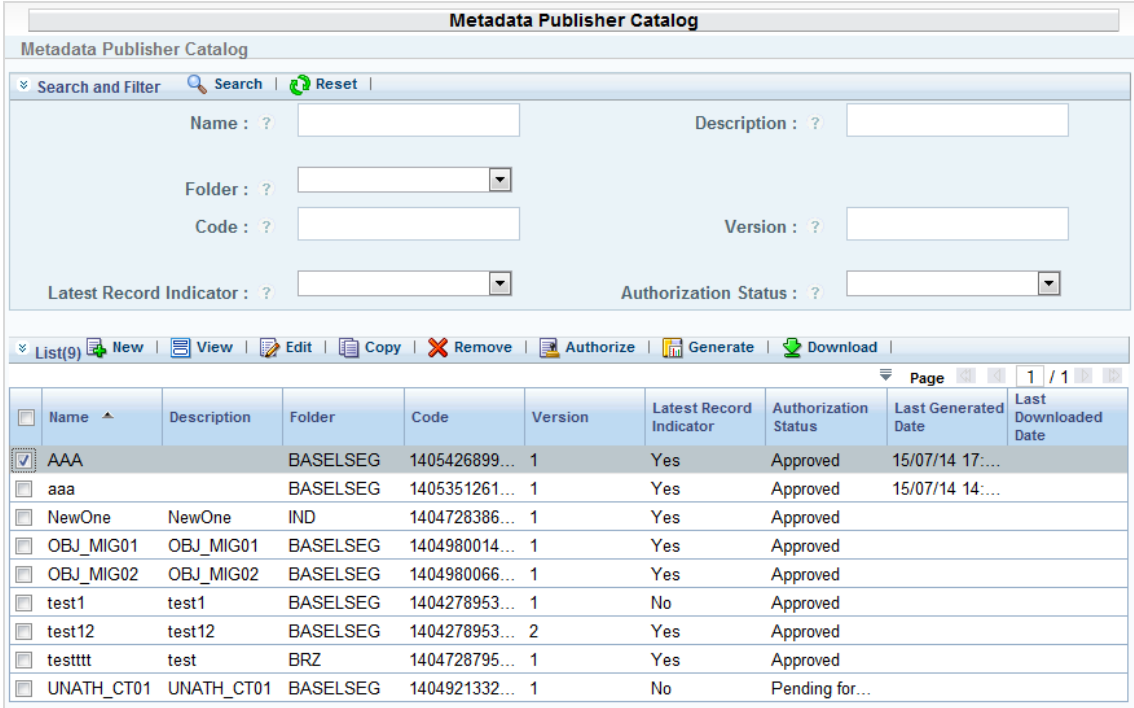 Metadata Publisher Catalog
Metadata Publisher Catalog
Search and Filter Search | Reset |
Name : ? Description : ?
Folder : ?
Code : ? Version : ?
Latest Record Indicator : ? Authorization Status : ?
List(9) New | View | Edit | Copy | Remove | Authorize | Generate | Download |
Page 1 / 1
Name Description Folder Code Version Latest Record Indicator Authorization Status Last Generated Date Last Downloaded Date
AAA BASELSEG 1405426899... 1 Yes Approved 15/07/14 17:...
aaa BASELSEG 1405351261... 1 Yes Approved 15/07/14 14:...
NewOne NewOne IND 1404728386... 1 Yes Approved
OBJ_MIG01 OBJ_MIG01 BASELSEG 1404980014... 1 Yes Approved
OBJ_MIG02 OBJ_MIG02 BASELSEG 1404980066... 1 Yes Approved
test1 test1 BASELSEG 1404278953... 1 No Approved
test12 test12 BASELSEG 1404278953... 2 Yes Approved
testttt test BRZ 1404728795... 1 Yes Approved
UNATH_CT01 UNATH_CT01 BASELSEG 1404921332... 1 No Pending for...